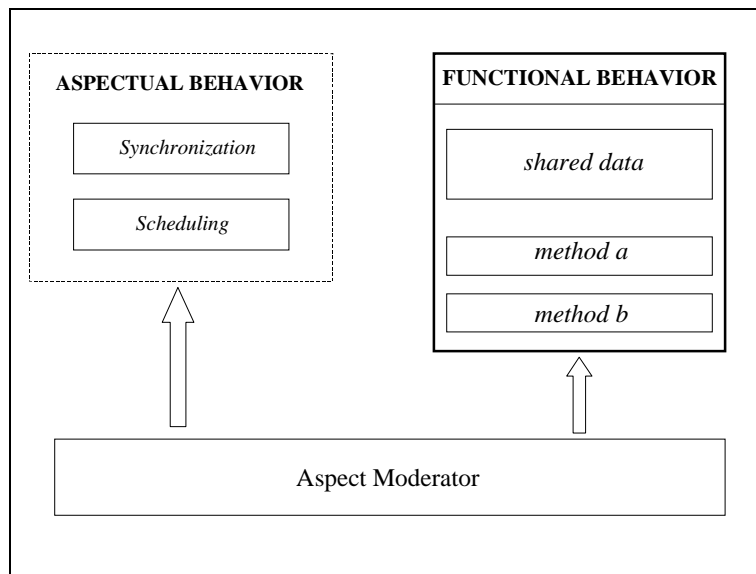 ASPECTUAL BEHAVIOR
Synchronization
Scheduling
FUNCTIONAL BEHAVIOR
shared data
method a
method b
Aspect Moderator